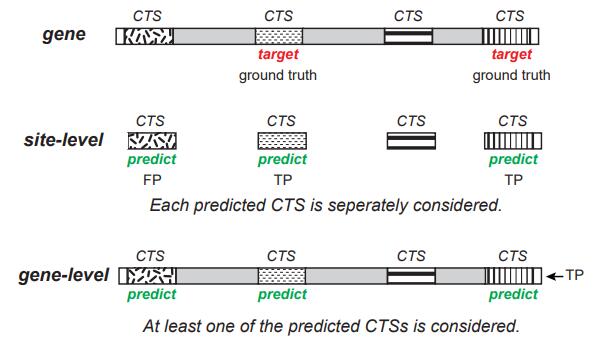 CTS CTS CTS CTS
gene
target target
ground truth ground truth
CTS CTS CTS CTS
site-level
predict predict predict
FP TP TP
Each predicted CTS is seperately considered.
CTS CTS CTS CTS
gene-level TP
predict predict predict
At least one of the predicted CTSs is considered.